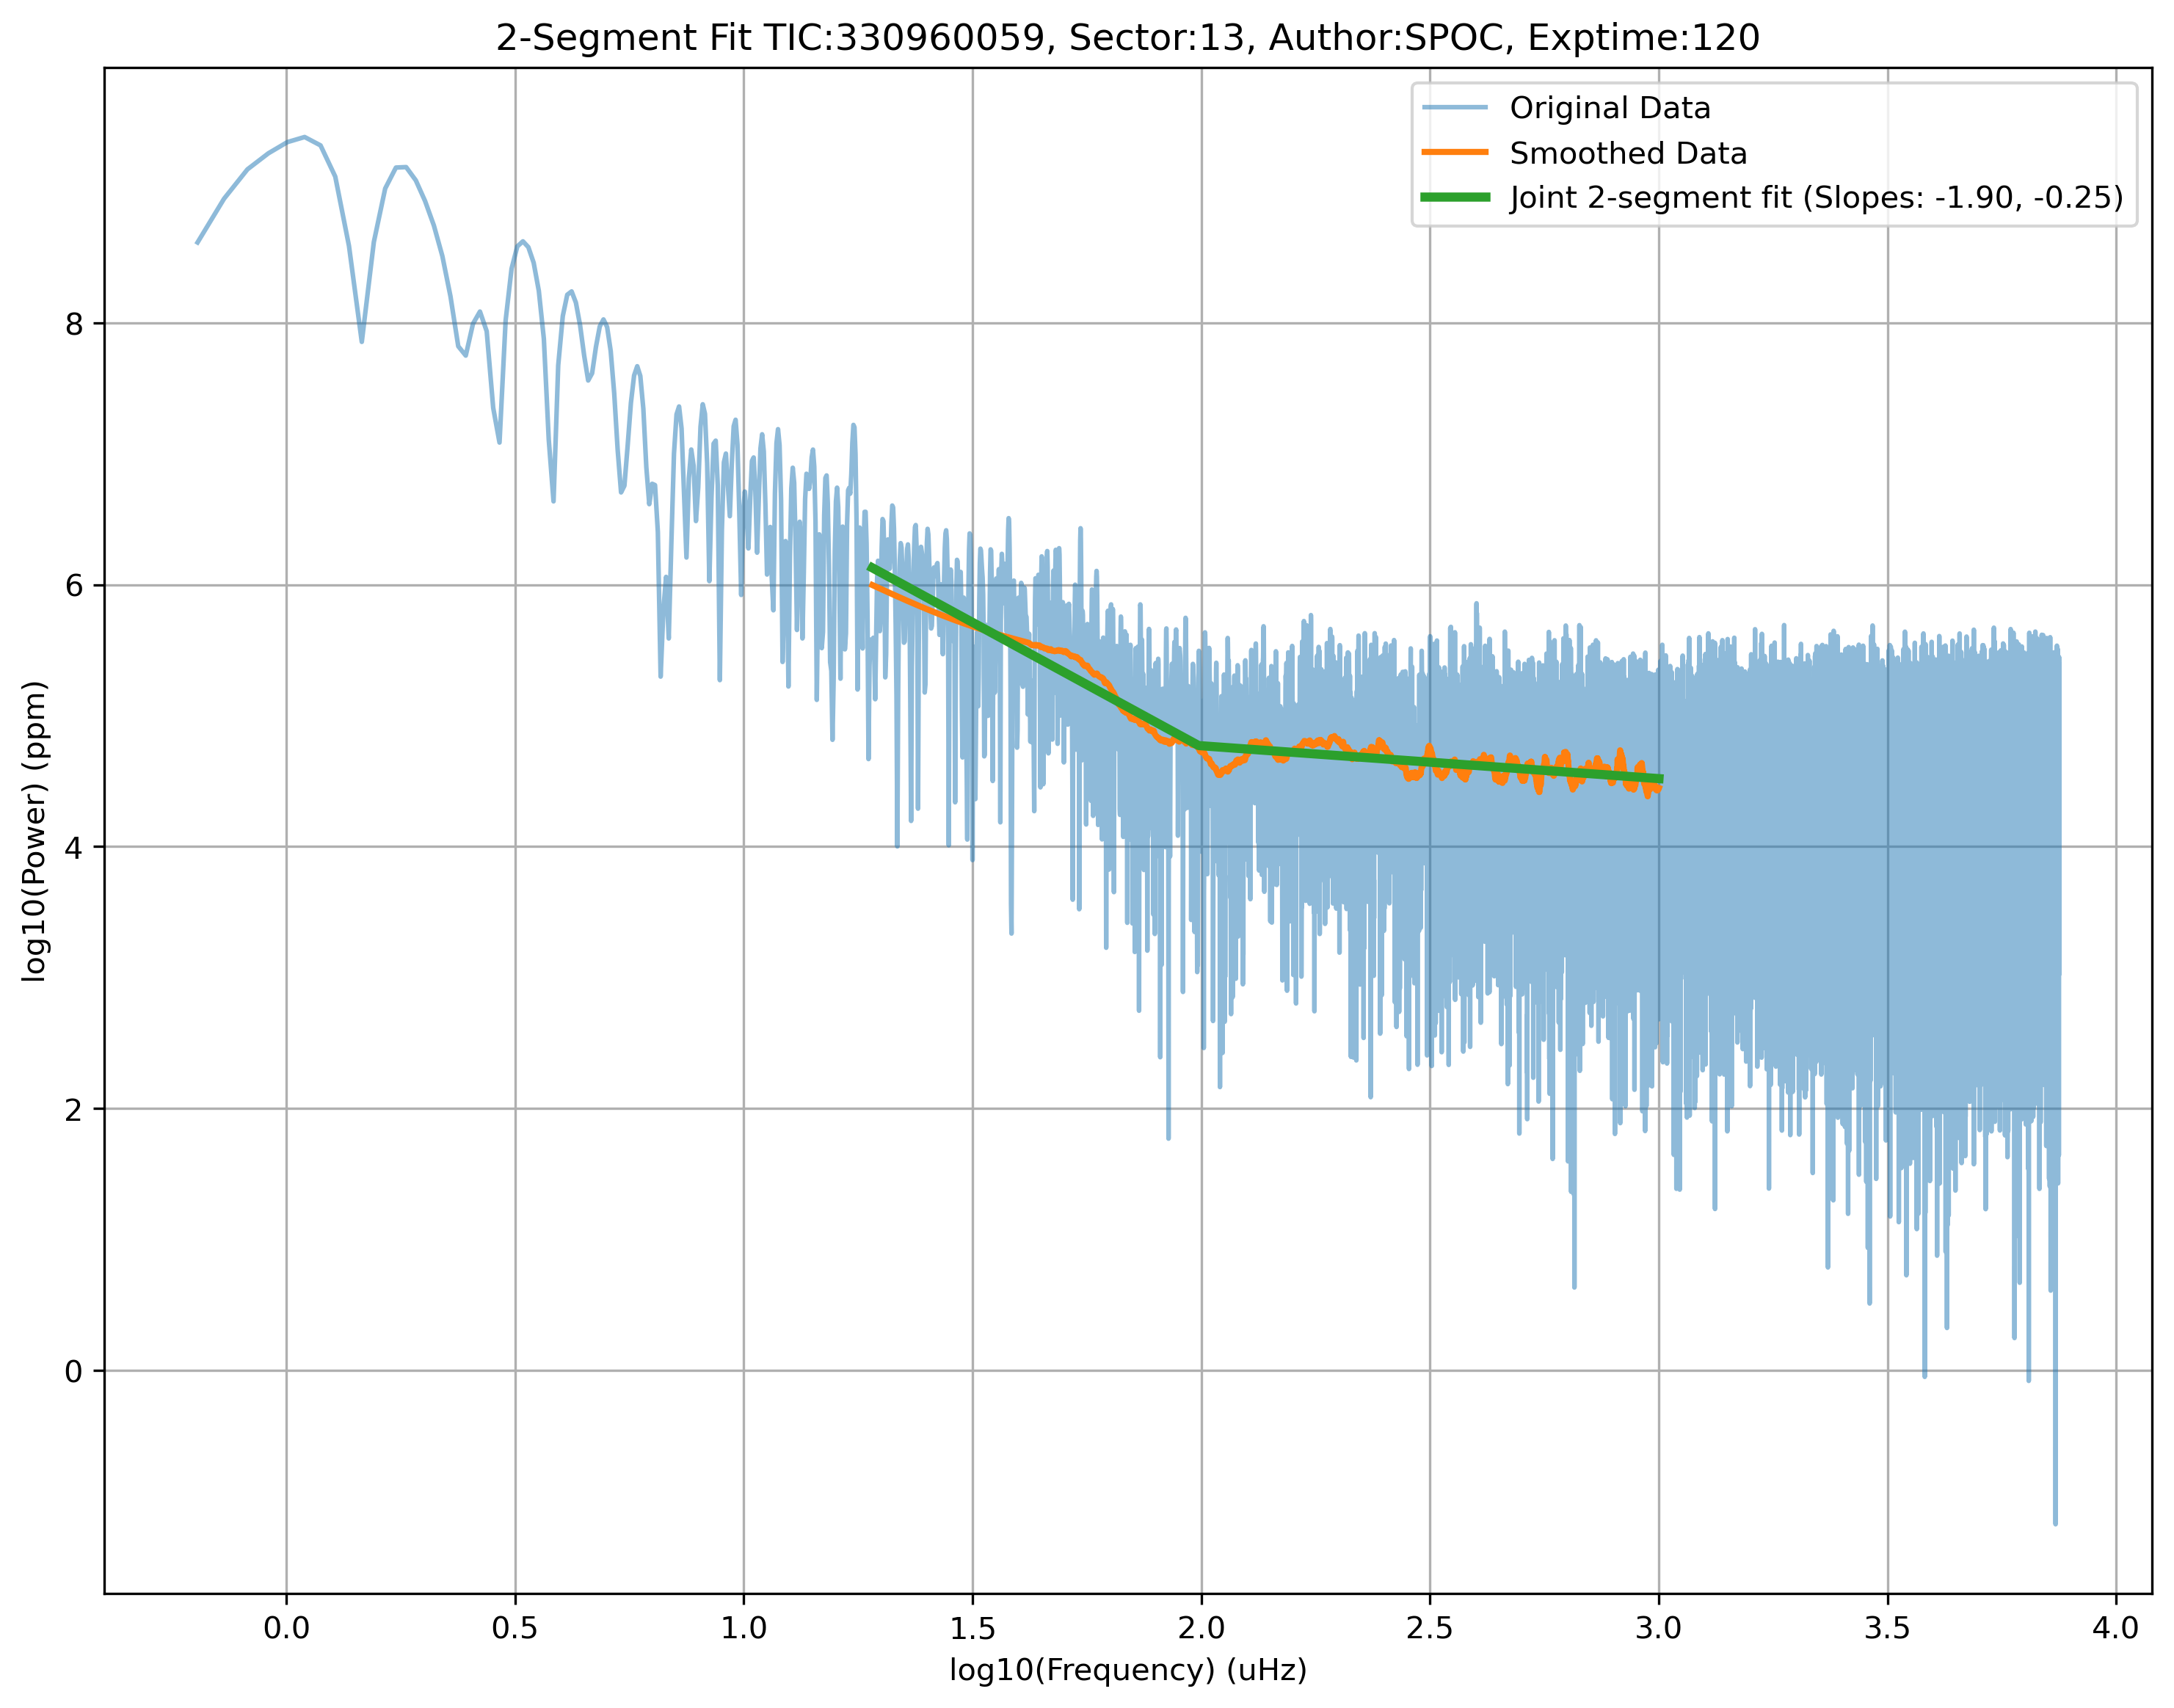 2-Segment Fit TIC:330960059, Sector:13, Author:SPOC, Exptime:120
Original Data
Smoothed Data
Joint 2-segment fit (Slopes: -1.90, -0.25)
log10(Power) (ppm)
8
6
4
2
0
0.0 0.5 1.0 1.5 2.0 2.5 3.0 3.5 4.0
log10(Frequency) (uHz)